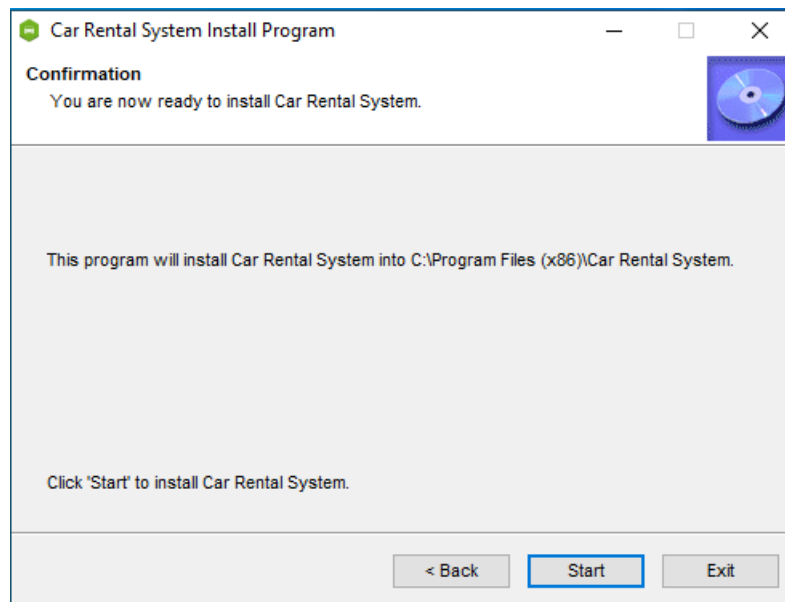 Car Rental System Install Program
Confirmation
You are now ready to install Car Rental System.
This program will install Car Rental System into C:\Program Files (x86)\Car Rental System.
Click 'Start' to install Car Rental System.
< Back
Start
Exit